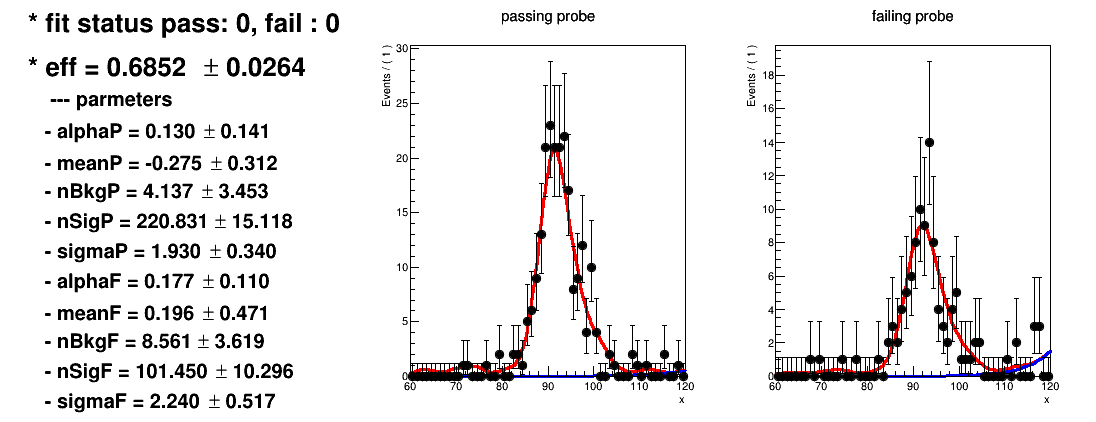 * fit status pass: 0, fail : 0
* eff = 0.6852 ± 0.0264
--- parmeters
- alphaP = 0.130 ± 0.141
- meanP = -0.275 ± 0.312
- nBkgP = 4.137 ± 3.453
- nSigP = 220.831 ± 15.118
- sigmaP = 1.930 ± 0.340
- alphaF = 0.177 ± 0.110
- meanF = 0.196 ± 0.471
- nBkgF = 8.561 ± 3.619
- nSigF = 101.450 ± 10.296
- sigmaF = 2.240 ± 0.517
passing probe
Events / ( 1 )
30
25
20
15
10
5
0
60 70 80 90 100 110 120
x
failing probe
Events / ( 1 )
18
16
14
12
10
8
6
4
2
0
60 70 80 90 100 110 120
x